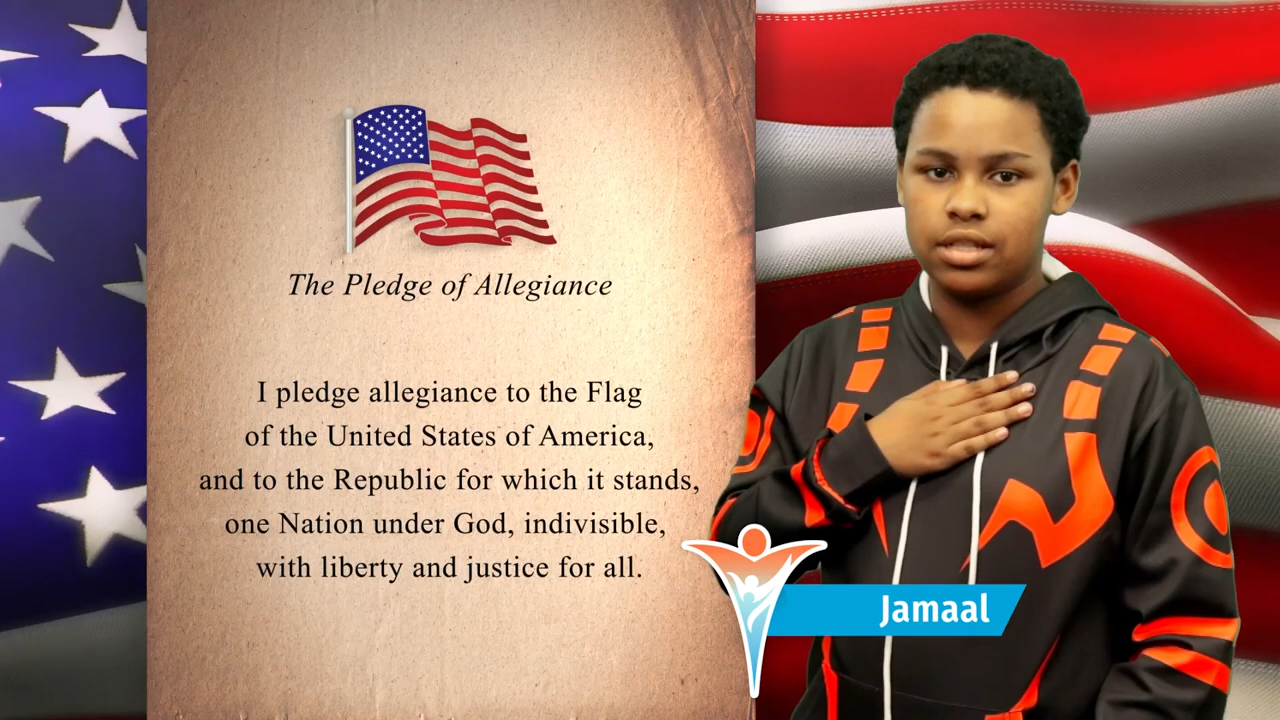 The Pledge of Allegiance
I pledge allegiance to the Flag
of the United States of America,
and to the Republic for which it stands,
one Nation under God, indivisible,
with liberty and justice for all.
Jamaal